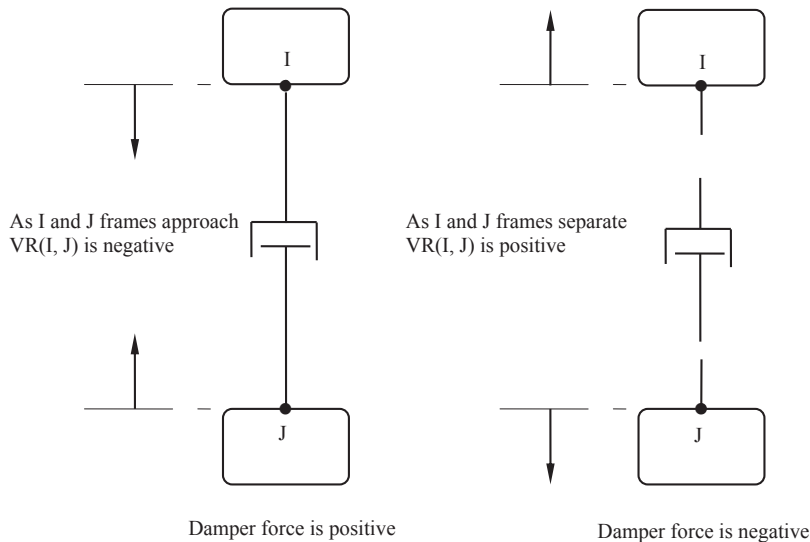 I
I
As I and J frames approach
VR(I, J) is negative
As I and J frames separate
VR(I, J) is positive
J
J
Damper force is positive
Damper force is negative